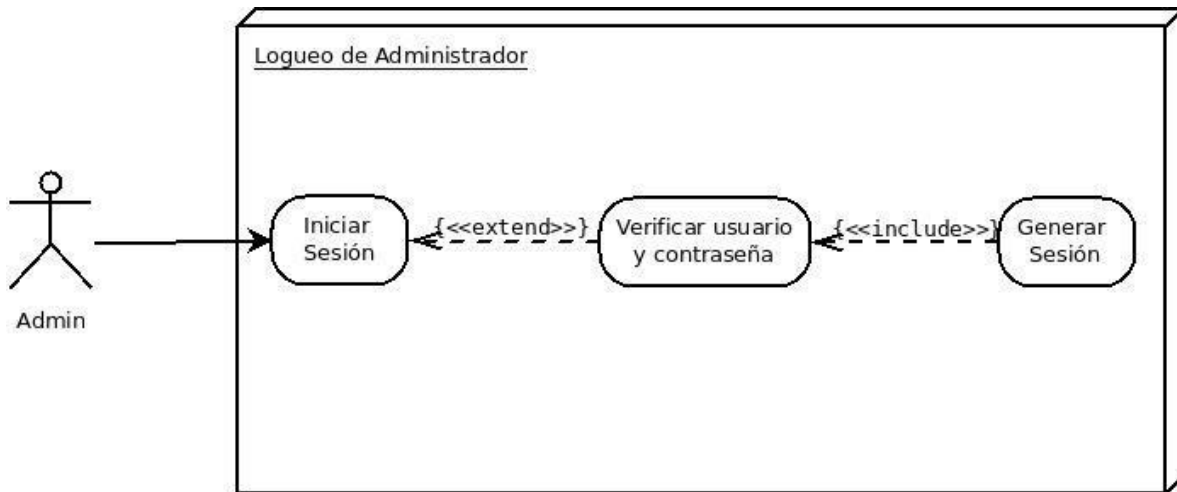 Logueo de Administrador
Iniciar
Sesión
{<<extend>>}
Verificar usuario
y contraseña
{<<include>>}
Generar
Sesión
Admin